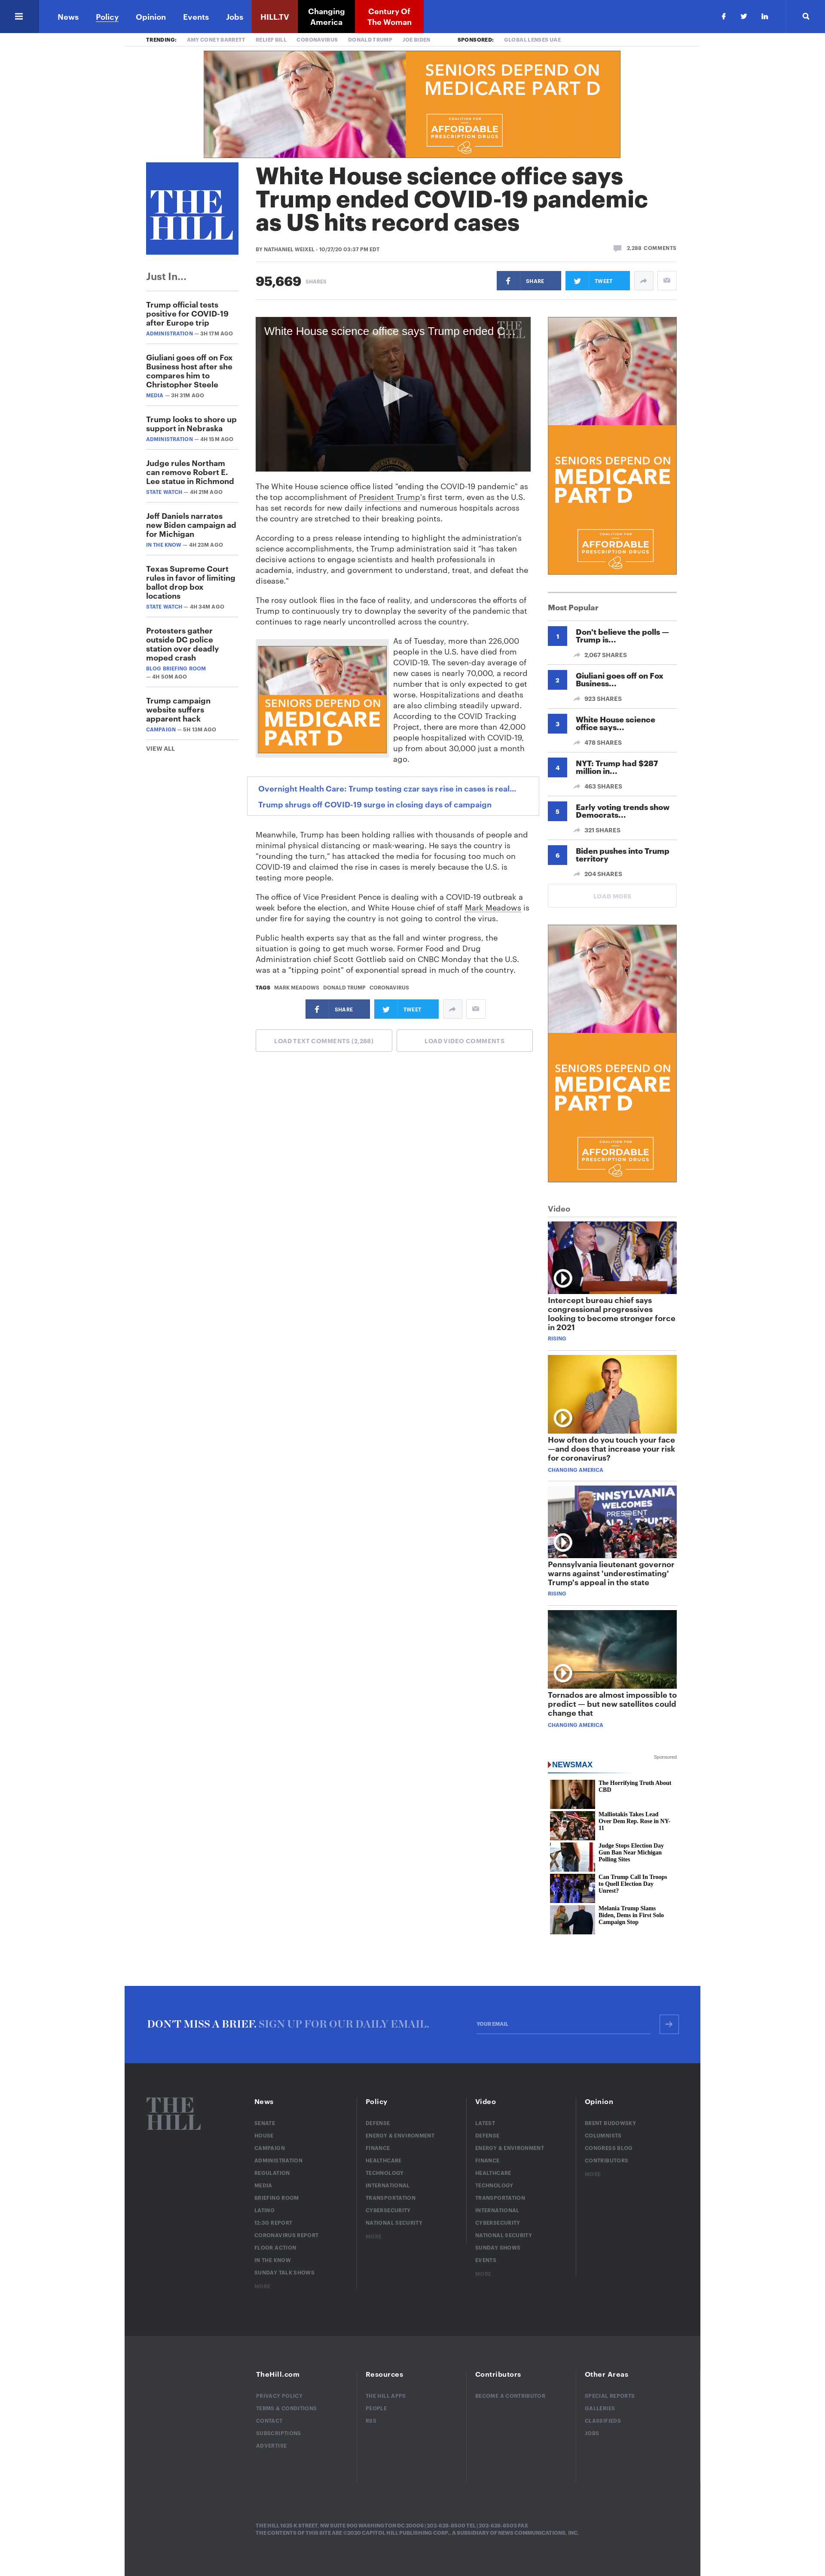 News
Policy
Opinion
Events
Jobs
HILL.TV
Changing
America
Century Of
The Woman
TRENDING:
AMY CONEY BARRETT
RELIEF BILL
CORONAVIRUS
DONALD TRUMP
JOE BIDEN
SPONSORED:
GLOBAL LENSES UAE
SENIORS DEPEND ON
MEDICARE PART D
COALITION FOR
AFFORDABLE
PRESCRIPTION DRUGS
THE
HILL
White House science office says
Trump ended COVID-19 pandemic
as US hits record cases
BY NATHANIEL WEIXEL - 10/27/20 03:37 PM EDT
2,288 COMMENTS
95,669 SHARES
SHARE
TWEET
Just In...
Trump official tests
positive for COVID-19
after Europe trip
ADMINISTRATION — 3H 17M AGO
Giuliani goes off on Fox
Business host after she
compares him to
Christopher Steele
MEDIA — 3H 31M AGO
Trump looks to shore up
support in Nebraska
ADMINISTRATION — 4H 15M AGO
Judge rules Northam
can remove Robert E.
Lee statue in Richmond
STATE WATCH — 4H 21M AGO
Jeff Daniels narrates
new Biden campaign ad
for Michigan
IN THE KNOW — 4H 23M AGO
Texas Supreme Court
rules in favor of limiting
ballot drop box
locations
STATE WATCH — 4H 34M AGO
Protesters gather
outside DC police
station over deadly
moped crash
BLOG BRIEFING ROOM
— 4H 50M AGO
Trump campaign
website suffers
apparent hack
CAMPAIGN — 5H 13M AGO
VIEW ALL
White House science office says Trump ended C...
THE
HILL
The White House science office listed "ending the COVID-19 pandemic" as
the top accomplishment of President Trump's first term, even as the U.S.
has set records for new daily infections and numerous hospitals across
the country are stretched to their breaking points.
According to a press release intending to highlight the administration's
science accomplishments, the Trump administration said it "has taken
decisive actions to engage scientists and health professionals in
academia, industry, and government to understand, treat, and defeat the
disease."
The rosy outlook flies in the face of reality, and underscores the efforts of
Trump to continuously try to downplay the severity of the pandemic that
continues to rage nearly uncontrolled across the country.
SENIORS DEPEND ON
MEDICARE
PART D
As of Tuesday, more than 226,000
people in the U.S. have died from
COVID-19. The seven-day average of
new cases is nearly 70,000, a record
number that is only expected to get
worse. Hospitalizations and deaths
are also climbing steadily upward.
According to the COVID Tracking
Project, there are more than 42,000
people hospitalized with COVID-19,
up from about 30,000 just a month
ago.
Overnight Health Care: Trump testing czar says rise in cases is real...
Trump shrugs off COVID-19 surge in closing days of campaign
Meanwhile, Trump has been holding rallies with thousands of people and
minimal physical distancing or mask-wearing. He says the country is
"rounding the turn," has attacked the media for focusing too much on
COVID-19 and claimed the rise in cases is merely because the U.S. is
testing more people.
The office of Vice President Pence is dealing with a COVID-19 outbreak a
week before the election, and White House chief of staff Mark Meadows is
under fire for saying the country is not going to control the virus.
Public health experts say that as the fall and winter progress, the
situation is going to get much worse. Former Food and Drug
Administration chief Scott Gottlieb said on CNBC Monday that the U.S.
was at a "tipping point" of exponential spread in much of the country.
TAGS MARK MEADOWS DONALD TRUMP CORONAVIRUS
SHARE
TWEET
LOAD TEXT COMMENTS (2,288)
LOAD VIDEO COMMENTS
SENIORS DEPEND ON
MEDICARE
PART D
COALITION FOR
AFFORDABLE
PRESCRIPTION DRUGS
Most Popular
1
Don't believe the polls —
Trump is...
2,067 SHARES
2
Giuliani goes off on Fox
Business...
923 SHARES
3
White House science
office says...
478 SHARES
4
NYT: Trump had $287
million in...
463 SHARES
5
Early voting trends show
Democrats...
321 SHARES
6
Biden pushes into Trump
territory
204 SHARES
LOAD MORE
SENIORS DEPEND ON
MEDICARE
PART D
COALITION FOR
AFFORDABLE
PRESCRIPTION DRUGS
Video
Intercept bureau chief says
congressional progressives
looking to become stronger force
in 2021
RISING
How often do you touch your face
—and does that increase your risk
for coronavirus?
CHANGING AMERICA
PENNSYLVANIA
WELCOMES
PRESIDENT
Pennsylvania lieutenant governor
warns against 'underestimating'
Trump's appeal in the state
RISING
Tornados are almost impossible to
predict — but new satellites could
change that
CHANGING AMERICA
Sponsored
NEWSMAX
The Horrifying Truth About
CBD
Malliotakis Takes Lead
Over Dem Rep. Rose in NY-
11
Judge Stops Election Day
Gun Ban Near Michigan
Polling Sites
Can Trump Call In Troops
to Quell Election Day
Unrest?
Melania Trump Slams
Biden, Dems in First Solo
Campaign Stop
DON'T MISS A BRIEF. SIGN UP FOR OUR DAILY EMAIL.
YOUR EMAIL
THE
HILL
News
SENATE
HOUSE
CAMPAIGN
ADMINISTRATION
REGULATION
MEDIA
BRIEFING ROOM
LATINO
12:30 REPORT
CORONAVIRUS REPORT
FLOOR ACTION
IN THE KNOW
SUNDAY TALK SHOWS
MORE
Policy
DEFENSE
ENERGY & ENVIRONMENT
FINANCE
HEALTHCARE
TECHNOLOGY
INTERNATIONAL
TRANSPORTATION
CYBERSECURITY
NATIONAL SECURITY
MORE
Video
LATEST
DEFENSE
ENERGY & ENVIRONMENT
FINANCE
HEALTHCARE
TECHNOLOGY
TRANSPORTATION
INTERNATIONAL
CYBERSECURITY
NATIONAL SECURITY
SUNDAY SHOWS
EVENTS
MORE
Opinion
BRENT BUDOWSKY
COLUMNISTS
CONGRESS BLOG
CONTRIBUTORS
MORE
TheHill.com
PRIVACY POLICY
TERMS & CONDITIONS
CONTACT
SUBSCRIPTIONS
ADVERTISE
Resources
THE HILL APPS
PEOPLE
RSS
Contributors
BECOME A CONTRIBUTOR
Other Areas
SPECIAL REPORTS
GALLERIES
CLASSIFIEDS
JOBS
THE HILL 1625 K STREET, NW SUITE 900 WASHINGTON DC 20006 | 202-628-8500 TEL | 202-628-8503 FAX
THE CONTENTS OF THIS SITE ARE ©2020 CAPITOL HILL PUBLISHING CORP., A SUBSIDIARY OF NEWS COMMUNICATIONS, INC.